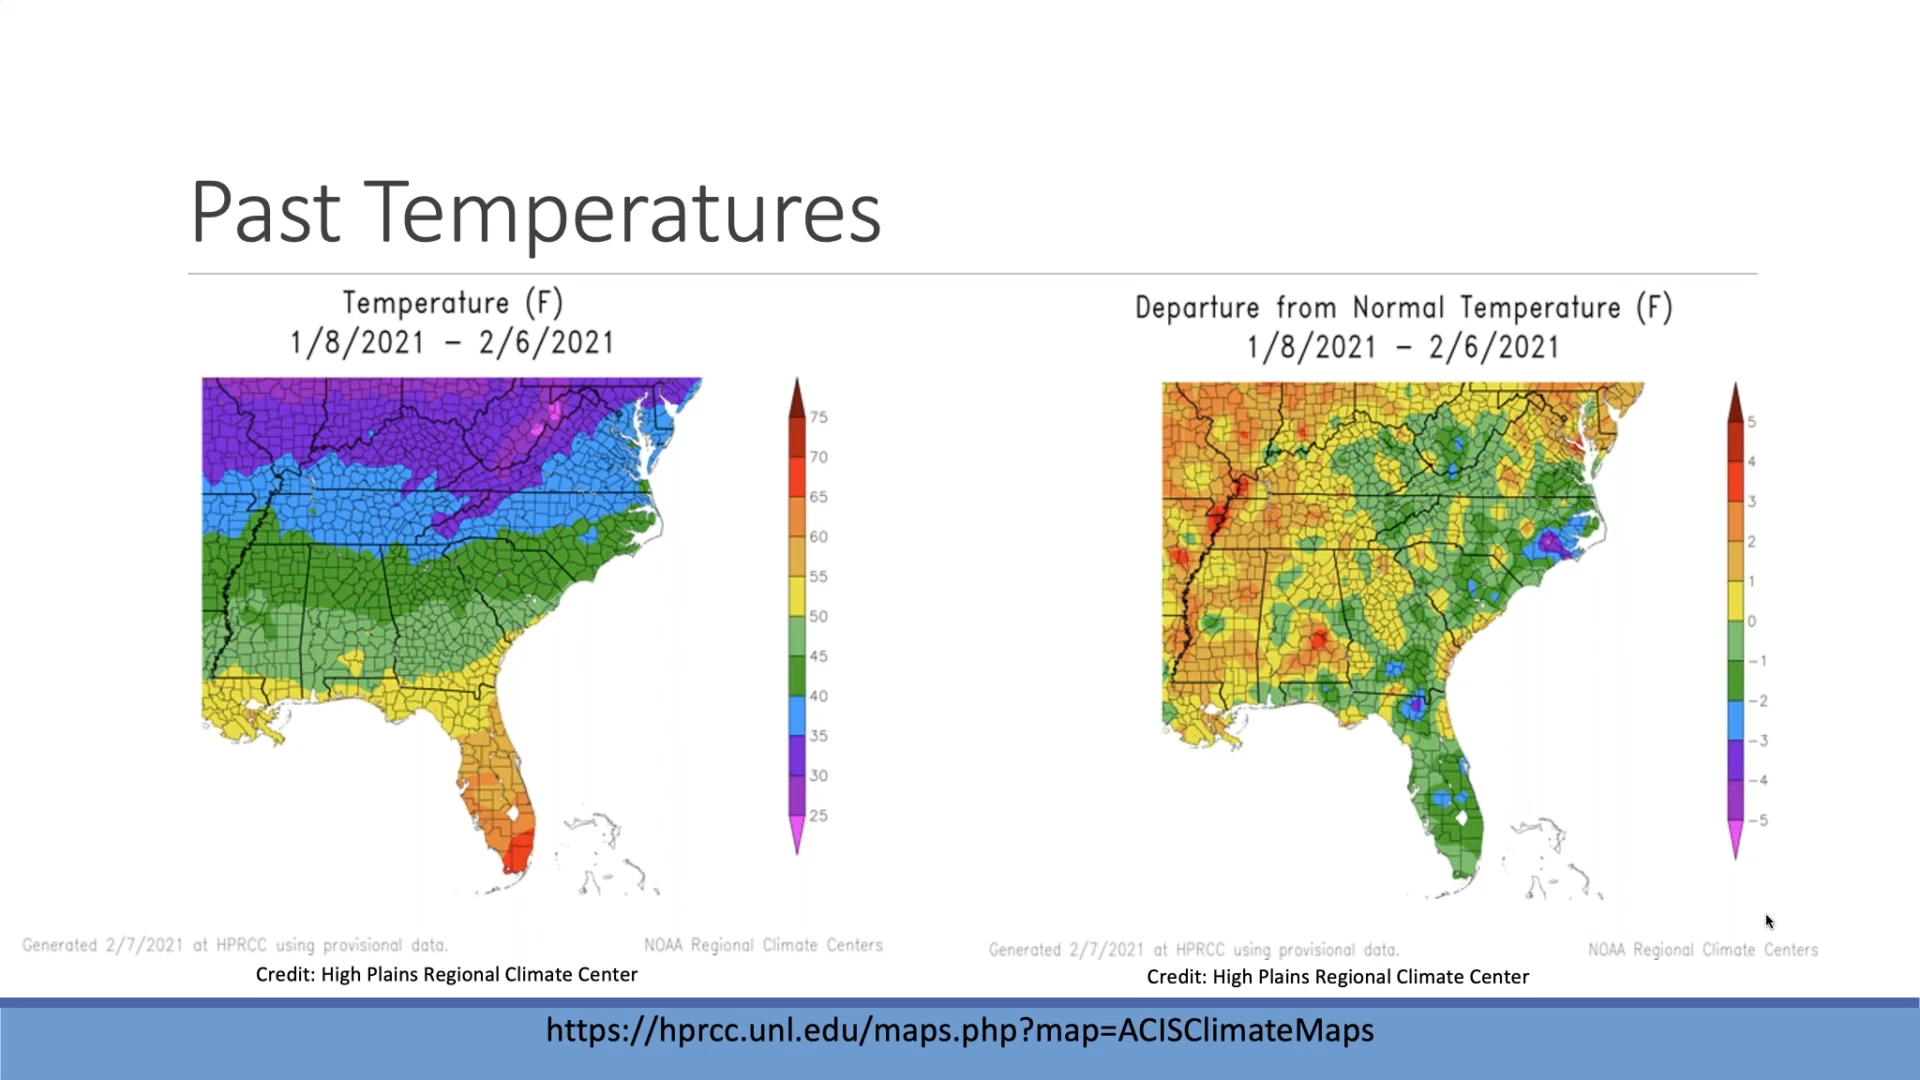 Past Temperatures
Temperature (F)
1/8/2021 – 2/6/2021
75
70
65
60
55
50
45
40
35
30
25
Generated 2/7/2021 at HPRCC using provisional data.
NOAA Regional Climate Centers
Credit: High Plains Regional Climate Center
Departure from Normal Temperature (F)
1/8/2021 – 2/6/2021
5
4
3
2
1
0
-1
-2
-3
-4
-5
Generated 2/7/2021 at HPRCC using provisional data.
NOAA Regional Climate Centers
Credit: High Plains Regional Climate Center
https://hprcc.unl.edu/maps.php?map=ACISClimateMaps